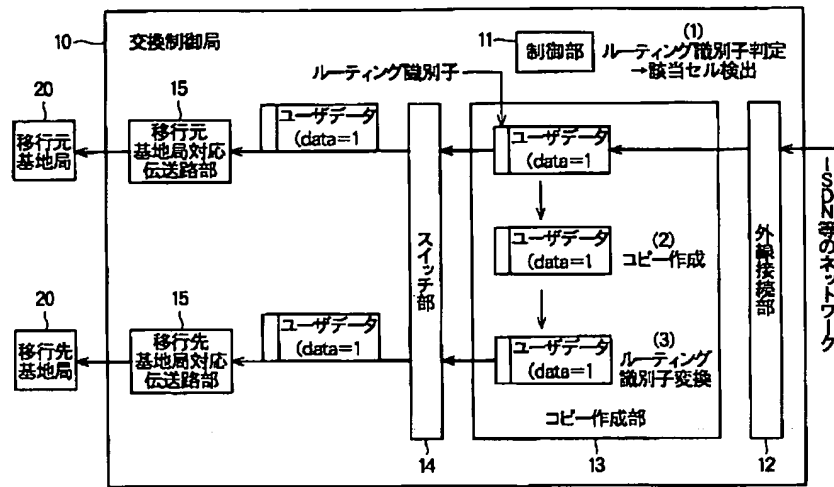 10
交換制御局
11
制御部
(1)
ルーティング識別子判定
→該当セル検出
ルーティング識別子
20
移行元
基地局
15
移行元
基地局対応
伝送路部
ユーザデータ
(data=1
ユーザデータ
(data=1
ユーザデータ
(data=1
(2)
コピー作成
スイッチ部
外線接続部
ISDN等のネットワーク
20
移行先
基地局
15
移行先
基地局対応
伝送路部
ユーザデータ
(data=1
ユーザデータ
(data=1
(3)
ルーティング
識別子変換
コピー作成部
14
13
12